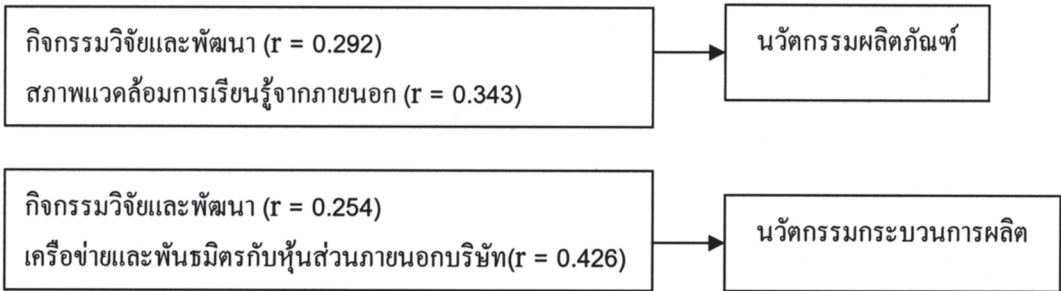 กิจกรรมวิจัยและพัฒนา (r = 0.292)
สภาพแวคล้อมการเรียนรู้จากภายนอก (r = 0.343)
นวัตกรรมผลิตภัณฑ์
กิจกรรมวิจัยและพัฒนา (r = 0.254)
เครือข่ายและพันธมิตรกับหุ้นส่วนภายนอกบริษัท(r = 0.426)
นวัตกรรมกระบวนการผลิต